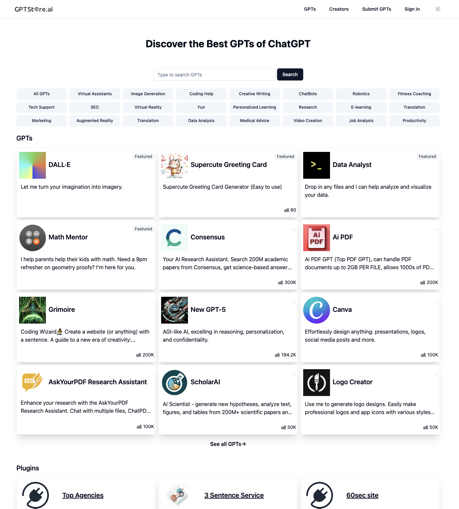 GPTStore.ai
GPTs Creators Submit GPTs Sign in
Discover the Best GPTs of ChatGPT
Type to search GPTs Search
All GPTs Virtual Assistants Image Generation Coding Help Creative Writing ChatBots Robotics Fitness Coaching
Tech Support SEO Virtual Reality Fun Personalized Learning Research E-learning Translation
Marketing Augmented Reality Translation Data Analysis Medical Advice Video Creation Job Analysis Productivity
GPTs
DALL·E
Featured
Let me turn your imagination into imagery.
Supercute Greeting Card
Featured
Supercute Greeting Card Generator (Easy to use)
80
Data Analyst
Featured
Drop in any files and I can help analyze and visualize
your data.
Math Mentor
Featured
I help parents help their kids with math. Need a 9pm
refresher on geometry proofs? I'm here for you.
Consensus
Your AI Research Assistant. Search 200M academic
papers from Consensus, get science-based answer...
300K
AI PDF
Ai PDF
AI PDF GPT (Top PDF GPT), can handle PDF
documents up to 2GB PER FILE, allows 1000s of PD...
200K
Grimoire
Coding Wizard🧙‍♂️ Create a website (or anything) with
a sentence. A guide to a new era of creativity:...
200K
New GPT-5
AGI-like AI, excelling in reasoning, personalization,
and confidentiality.
194,2K
Canva
Canva
Effortlessly design anything: presentations, logos,
social media posts and more.
100K
AskYourPDF Research Assistant
Enhance your research with the AskYourPDF
Research Assistant. Chat with multiple files, ChatPD...
100K
ScholarAI
AI Scientist - generate new hypotheses, analyze text,
figures, and tables from 200M+ scientific papers an...
50K
Logo Creator
Use me to generate logo designs. Easily make
professional logos and app icons with various styles...
50K
See all GPTs→
Plugins
Top Agencies
3 Sentence Service
60sec site